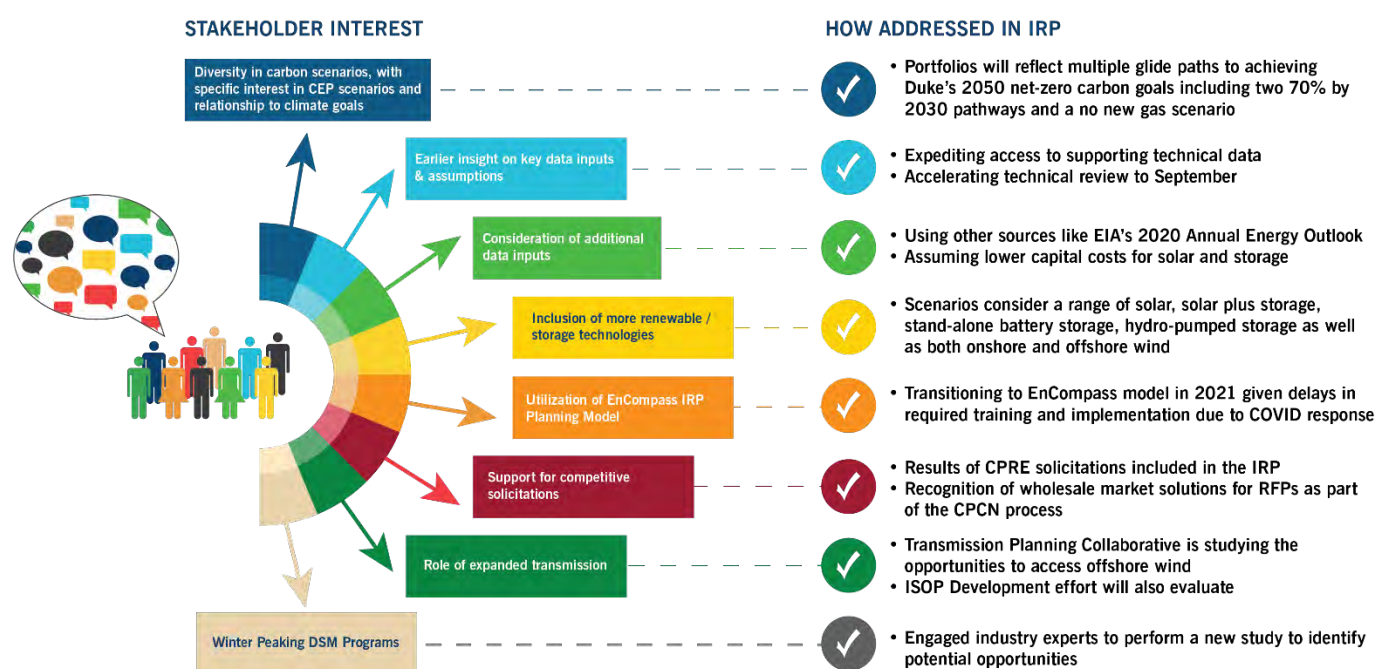 STAKEHOLDER INTEREST
HOW ADDRESSED IN IRP
Diversity in carbon scenarios, with
specific interest in CEP scenarios and
relationship to climate goals
• Portfolios will reflect multiple glide paths to achieving
Duke's 2050 net-zero carbon goals including two 70% by
2030 pathways and a no new gas scenario
Earlier insight on key data inputs
& assumptions
• Expediting access to supporting technical data
• Accelerating technical review to September
Consideration of additional
data inputs
• Using other sources like EIA's 2020 Annual Energy Outlook
• Assuming lower capital costs for solar and storage
Inclusion of more renewable /
storage technologies
• Scenarios consider a range of solar, solar plus storage,
stand-alone battery storage, hydro-pumped storage as well
as both onshore and offshore wind
Utilization of EnCompass IRP
Planning Model
• Transitioning to EnCompass model in 2021 given delays in
required training and implementation due to COVID response
Support for competitive
solicitations
• Results of CPRE solicitations included in the IRP
• Recognition of wholesale market solutions for RFPs as part
of the CPCN process
Role of expanded transmission
• Transmission Planning Collaborative is studying the
opportunities to access offshore wind
• ISOP Development effort will also evaluate
Winter Peaking DSM Programs
• Engaged industry experts to perform a new study to identify
potential opportunities